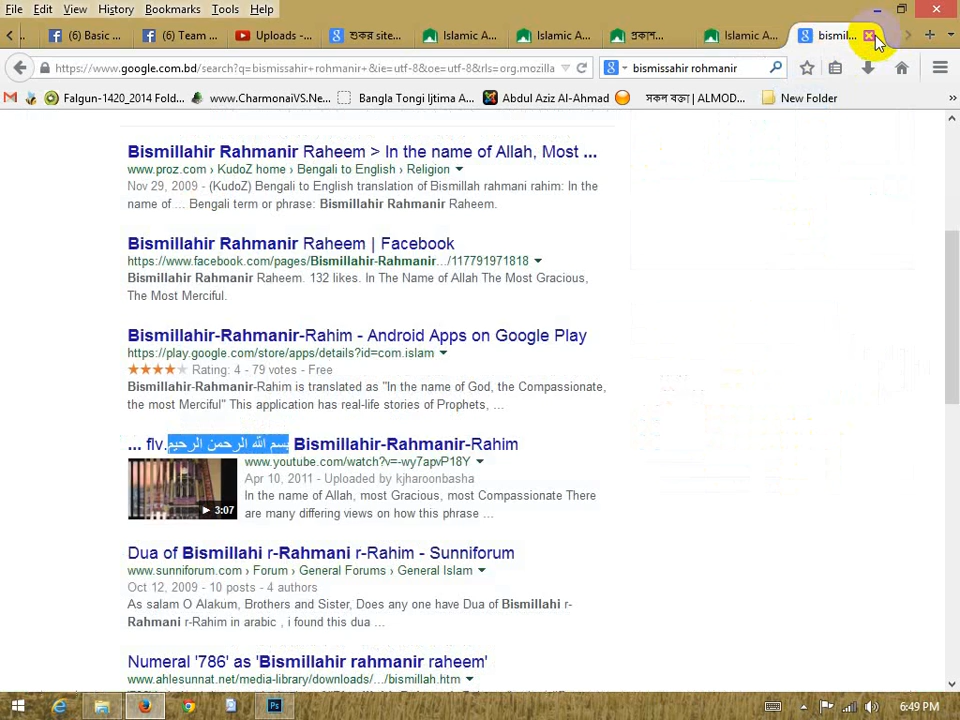 File Edit View History Bookmarks Tools Help
(6) Basic ... (6) Team ... Uploads -... শুকর site... Islamic A... Islamic A... প্রকাশ... Islamic A... bismil...
https://www.google.com.bd/search?q=bismissahir+rohmanir+&ie=utf-8&oe=utf-8&rls=org.mozilla bismissahir rohmanir
Falgun-1420_2014 Fold... www.CharmonaiVS.Ne... Bangla Tongi Ijtima A... Abdul Aziz Al-Ahmad সকল বক্তা | ALMOD... New Folder »
Bismillahir Rahmanir Raheem > In the name of Allah, Most ...
www.proz.com › KudoZ home › Bengali to English › Religion
Nov 29, 2009 - (KudoZ) Bengali to English translation of Bismillah rahmani rahim: In the
name of ... Bengali term or phrase: Bismillahir Rahmanir Raheem.
Bismillahir Rahmanir Raheem | Facebook
https://www.facebook.com/pages/Bismillahir-Rahmanir.../117791971818
Bismillahir Rahmanir Raheem. 132 likes. In The Name of Allah The Most Gracious,
The Most Merciful.
Bismillahir-Rahmanir-Rahim - Android Apps on Google Play
https://play.google.com/store/apps/details?id=com.islam
Rating: 4 - 79 votes - Free
Bismillahir-Rahmanir-Rahim is translated as "In the name of God, the Compassionate,
the most Merciful" This application has real-life stories of Prophets, ...
... flv.بسم الله الرحمن الرحيم Bismillahir-Rahmanir-Rahim
www.youtube.com/watch?v=-wy7apvP18Y
Apr 10, 2011 - Uploaded by kjharoonbasha
In the name of Allah, most Gracious, most Compassionate There
are many differing views on how this phrase ...
3:07
Dua of Bismillahi r-Rahmani r-Rahim - Sunniforum
www.sunniforum.com › Forum › General Forums › General Islam
Oct 12, 2009 - 10 posts - 4 authors
As salam O Alakum, Brothers and Sister, Does any one have Dua of Bismillahi r-
Rahmani r-Rahim in arabic , i found this dua ...
Numeral '786' as 'Bismillahir rahmanir raheem'
www.ahlesunnat.net/media-library/downloads/.../bismillah.htm
6:49 PM